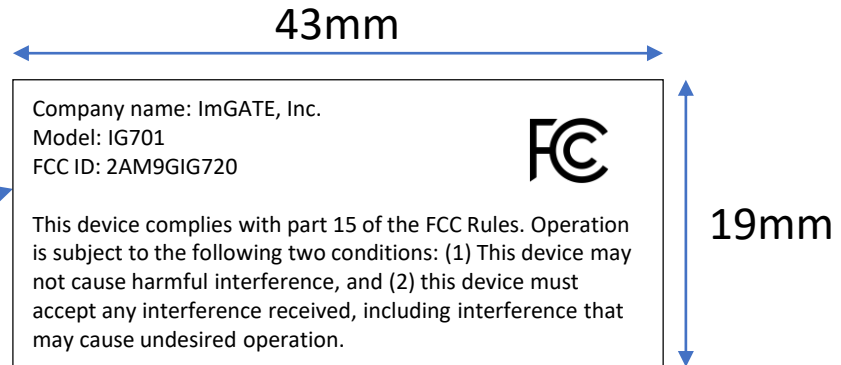 43mm
Company name: ImGATE, Inc.
Model: IG701
FCC ID: 2AM9GIG720
FC
This device complies with part 15 of the FCC Rules. Operation
is subject to the following two conditions: (1) This device may
not cause harmful interference, and (2) this device must
accept any interference received, including interference that
may cause undesired operation.
19mm